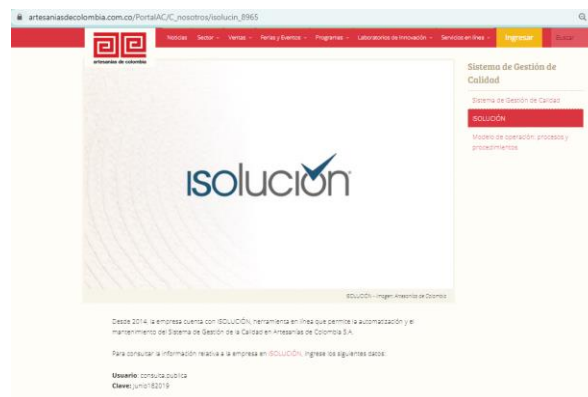 artesaniasdecolombia.com.co/PortalAC/C_nosotros/isolucin_8965
Noticias Sector Ventas Ferias y Eventos Programas Laboratorios de Innovación Servicios en línea Ingresar Buscar
artesanías de colombia
Sistema de Gestión de
Calidad
Sistema de Gestión de Calidad
ISOLUCIÓN
Modelo de operación, procesos y
procedimientos
ISOlución
ISOLUCIÓN - Imagen: Artesanías de Colombia
Desde 2014, la empresa cuenta con ISOLUCIÓN, herramienta en línea que permite la automatización y el
mantenimiento del Sistema de Gestión de la Calidad en Artesanías de Colombia S.A.
Para consultar la información relativa a la empresa en ISOLUCIÓN, ingrese los siguientes datos:
Usuario: consulta.publica
Clave: junio182019